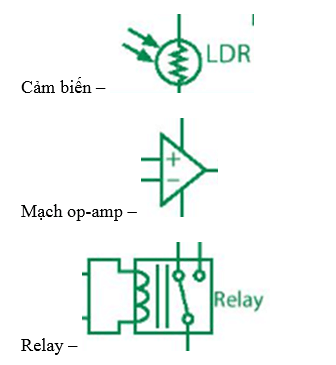 LDR
Cảm biến –
Mạch op-amp –
Relay
Relay –